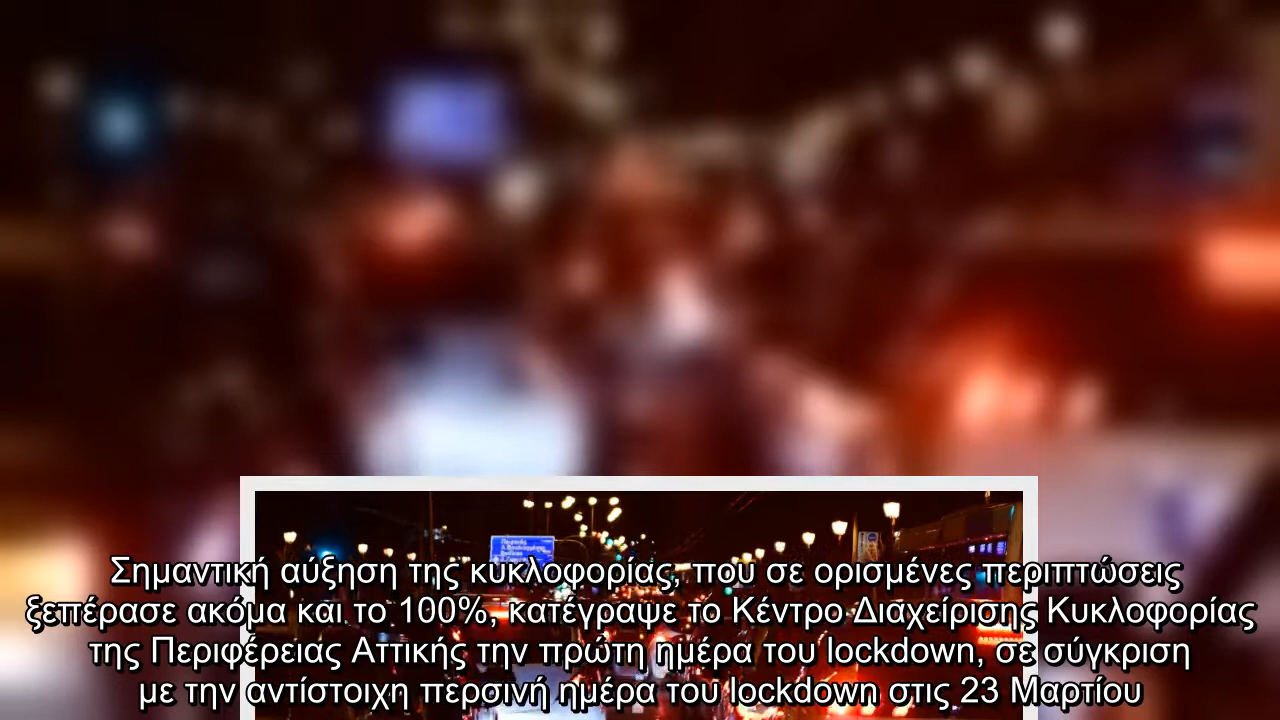 Σημαντική αύξηση της κυκλοφορίας, που σε ορισμένες περιπτώσεις
ξεπέρασε ακόμα και το 100%, κατέγραψε το Κέντρο Διαχείρισης Κυκλοφορίας
της Περιφέρειας Αττικής την πρώτη ημέρα του lockdown, σε σύγκριση
με την αντίστοιχη περσινή ημέρα του lockdown στις 23 Μαρτίου